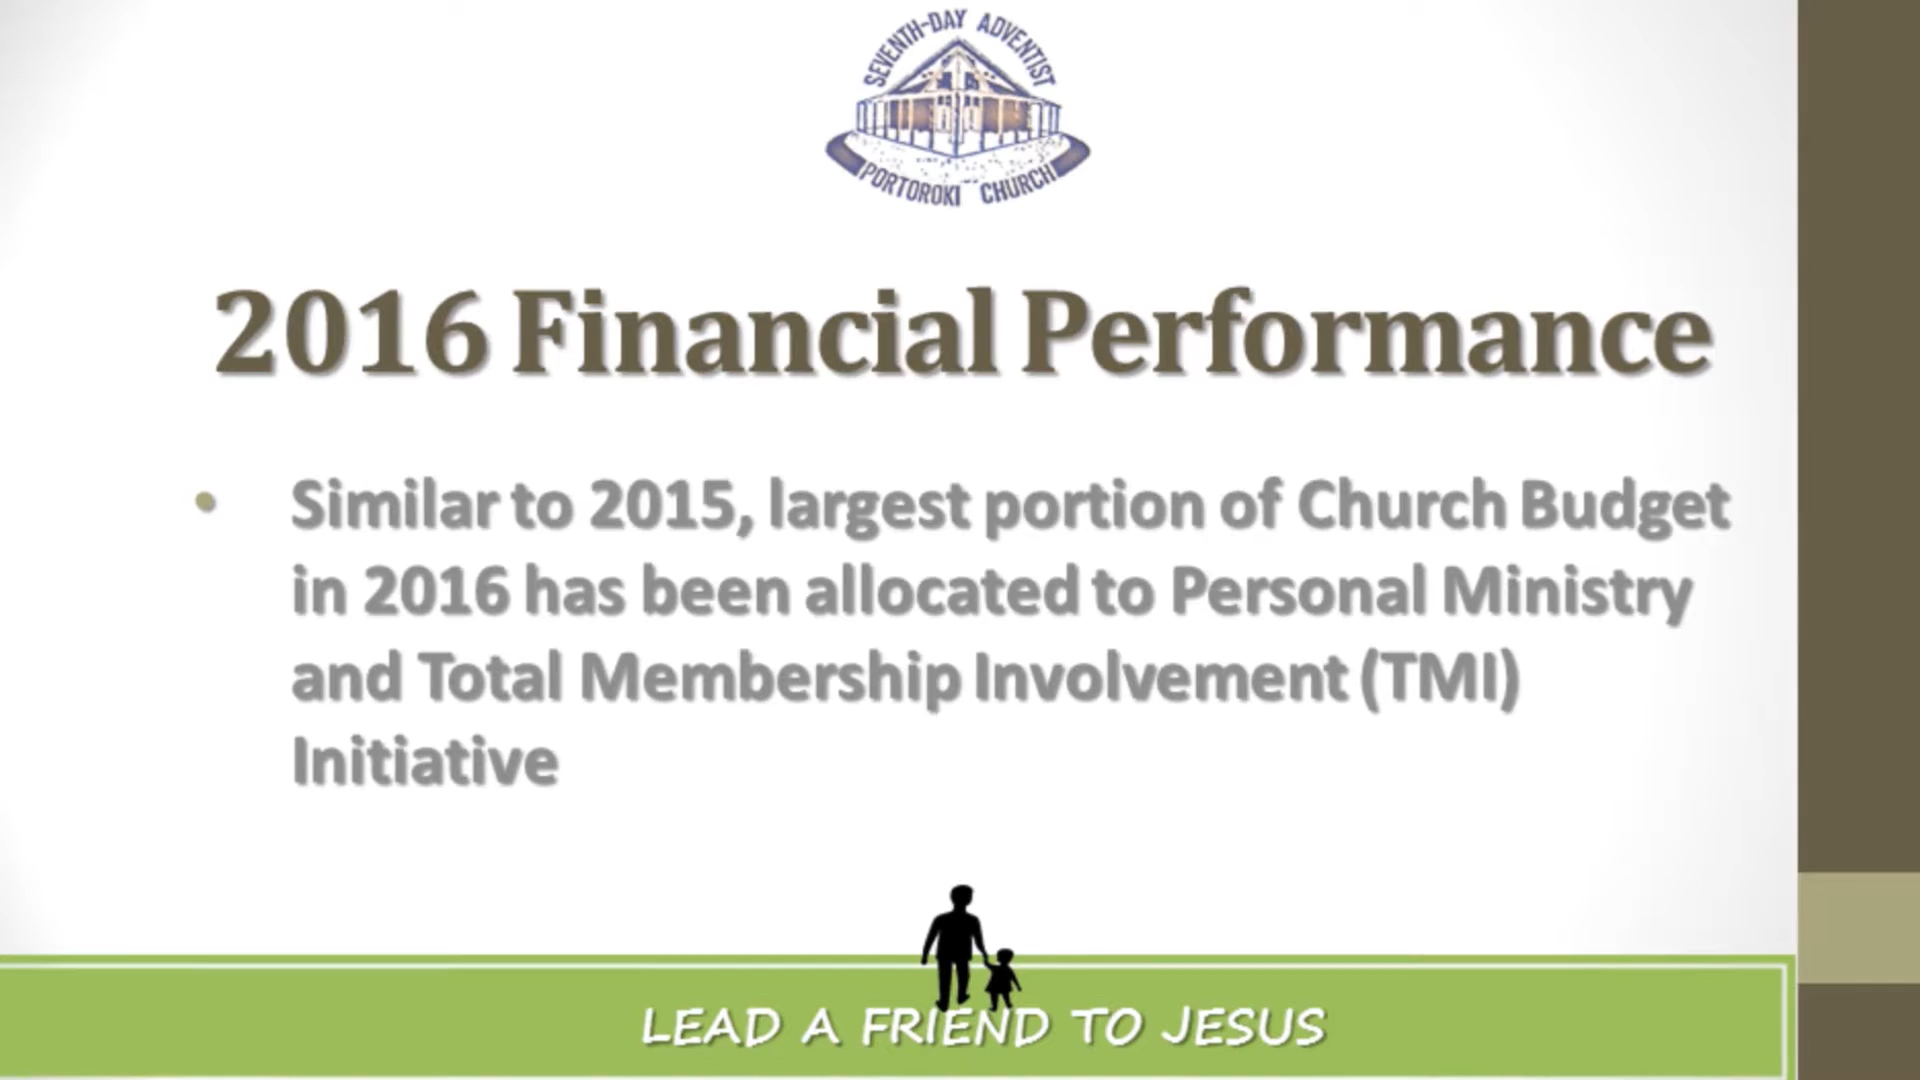 SEVENTH-DAY ADVENTIST
PORTOROKI CHURCH
2016 Financial Performance
• Similar to 2015, largest portion of Church Budget
in 2016 has been allocated to Personal Ministry
and Total Membership Involvement (TMI)
Initiative
LEAD A FRIEND TO JESUS